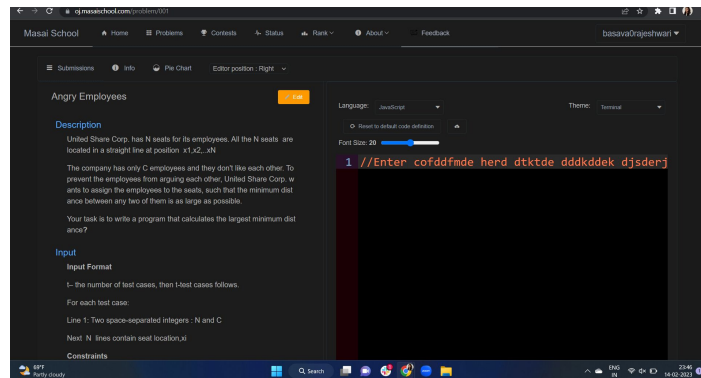 oj.masaischool.com/problem/001
Masai School Home Problems Contests Status Rank About Feedback basava0rajeshwari
Submissions Info Pie Chart Editor position : Right
Angry Employees Edit
Description
United Share Corp. has N seats for its employees. All the N seats are
located in a straight line at position x1,x2,..xN
The company has only C employees and they don't like each other. To
prevent the employees from arguing each other, United Share Corp. w
ants to assign the employees to the seats, such that the minimum dist
ance between any two of them is as large as possible.
Your task is to write a program that calculates the largest minimum dist
ance?
Input
Input Format
t– the number of test cases, then t-test cases follows.
For each test case:
Line 1: Two space-separated integers : N and C
Next N lines contain seat location,xi
Constraints
Language: JavaScript Theme: Terminal
Reset to default code definition
Font Size: 20
1 //Enter cofddfmde herd dtktde dddkddek djsderj
69°F
Partly cloudy
Search
ENG
IN
23:46
14-02-2023